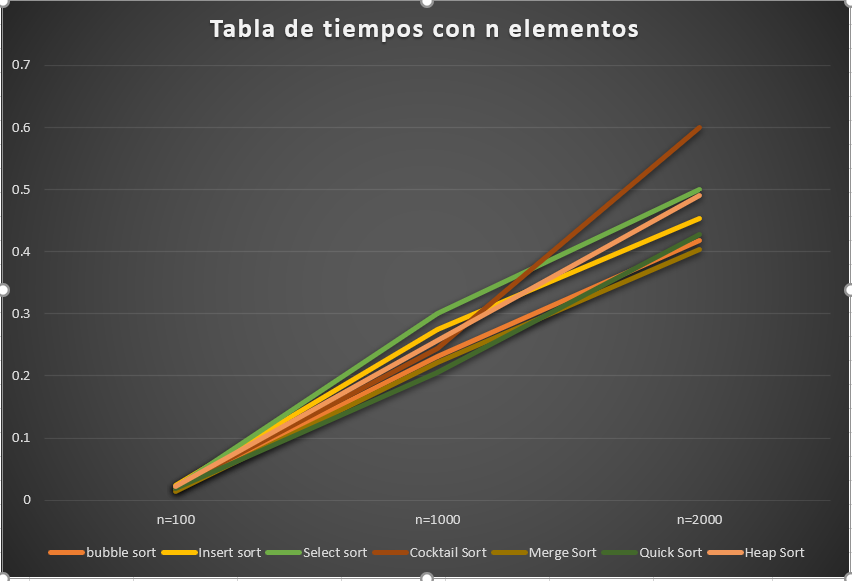 Tabla de tiempos con n elementos
0.7
0.6
0.5
0.4
0.3
0.2
0.1
0
n=100 n=1000 n=2000
bubble sort Insert sort Select sort Cocktail Sort Merge Sort Quick Sort Heap Sort